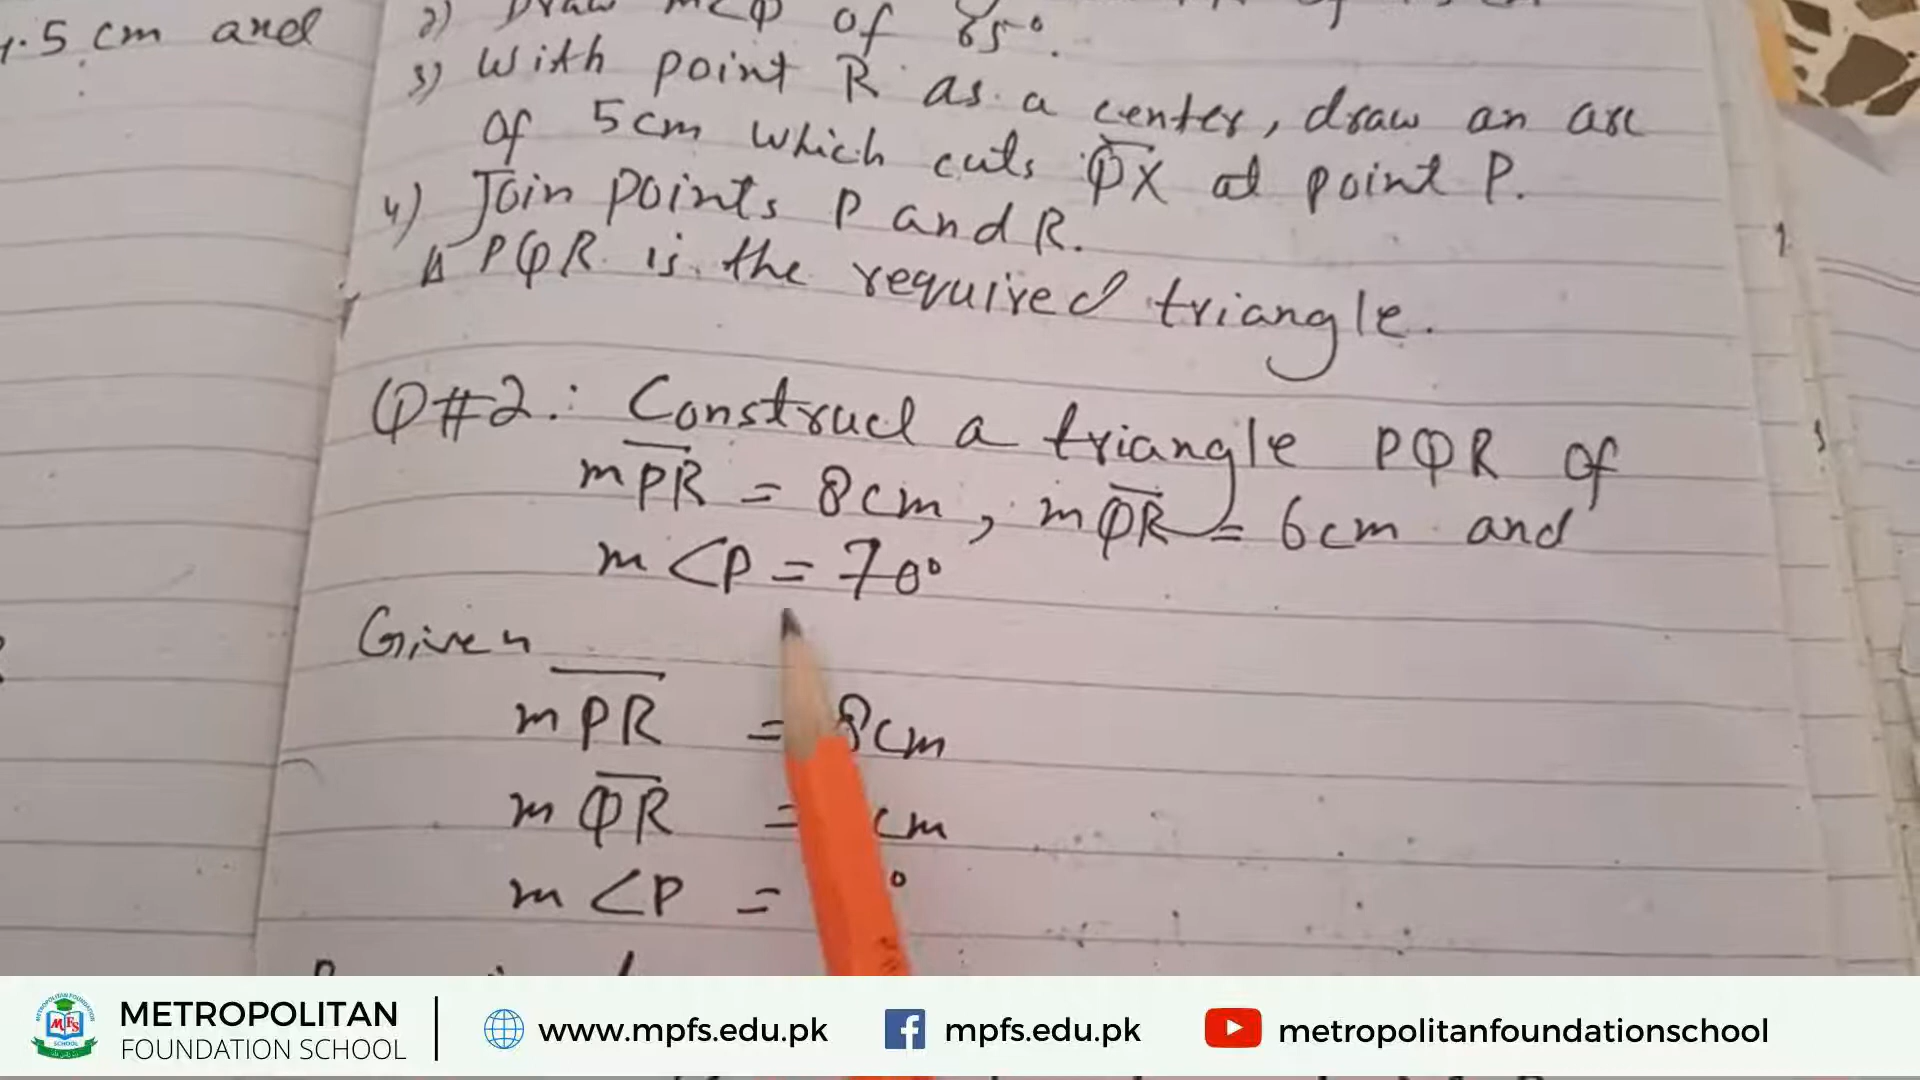 .5 cm and
2) Draw m<Q of 65°.
3) With point R as a center, draw an arc
of 5cm which cuts QX at point P.
4) Join points P and R.
Δ PQR is the required triangle.
Q#2: Construct a triangle PQR of
mPR = 8cm, mQR = 6cm and
m<P = 70°
Given
mPR = 8cm
mQR = cm
m<P = °
METROPOLITAN
FOUNDATION SCHOOL
MFS
SCHOOL
www.mpfs.edu.pk
mpfs.edu.pk
metropolitanfoundationschool